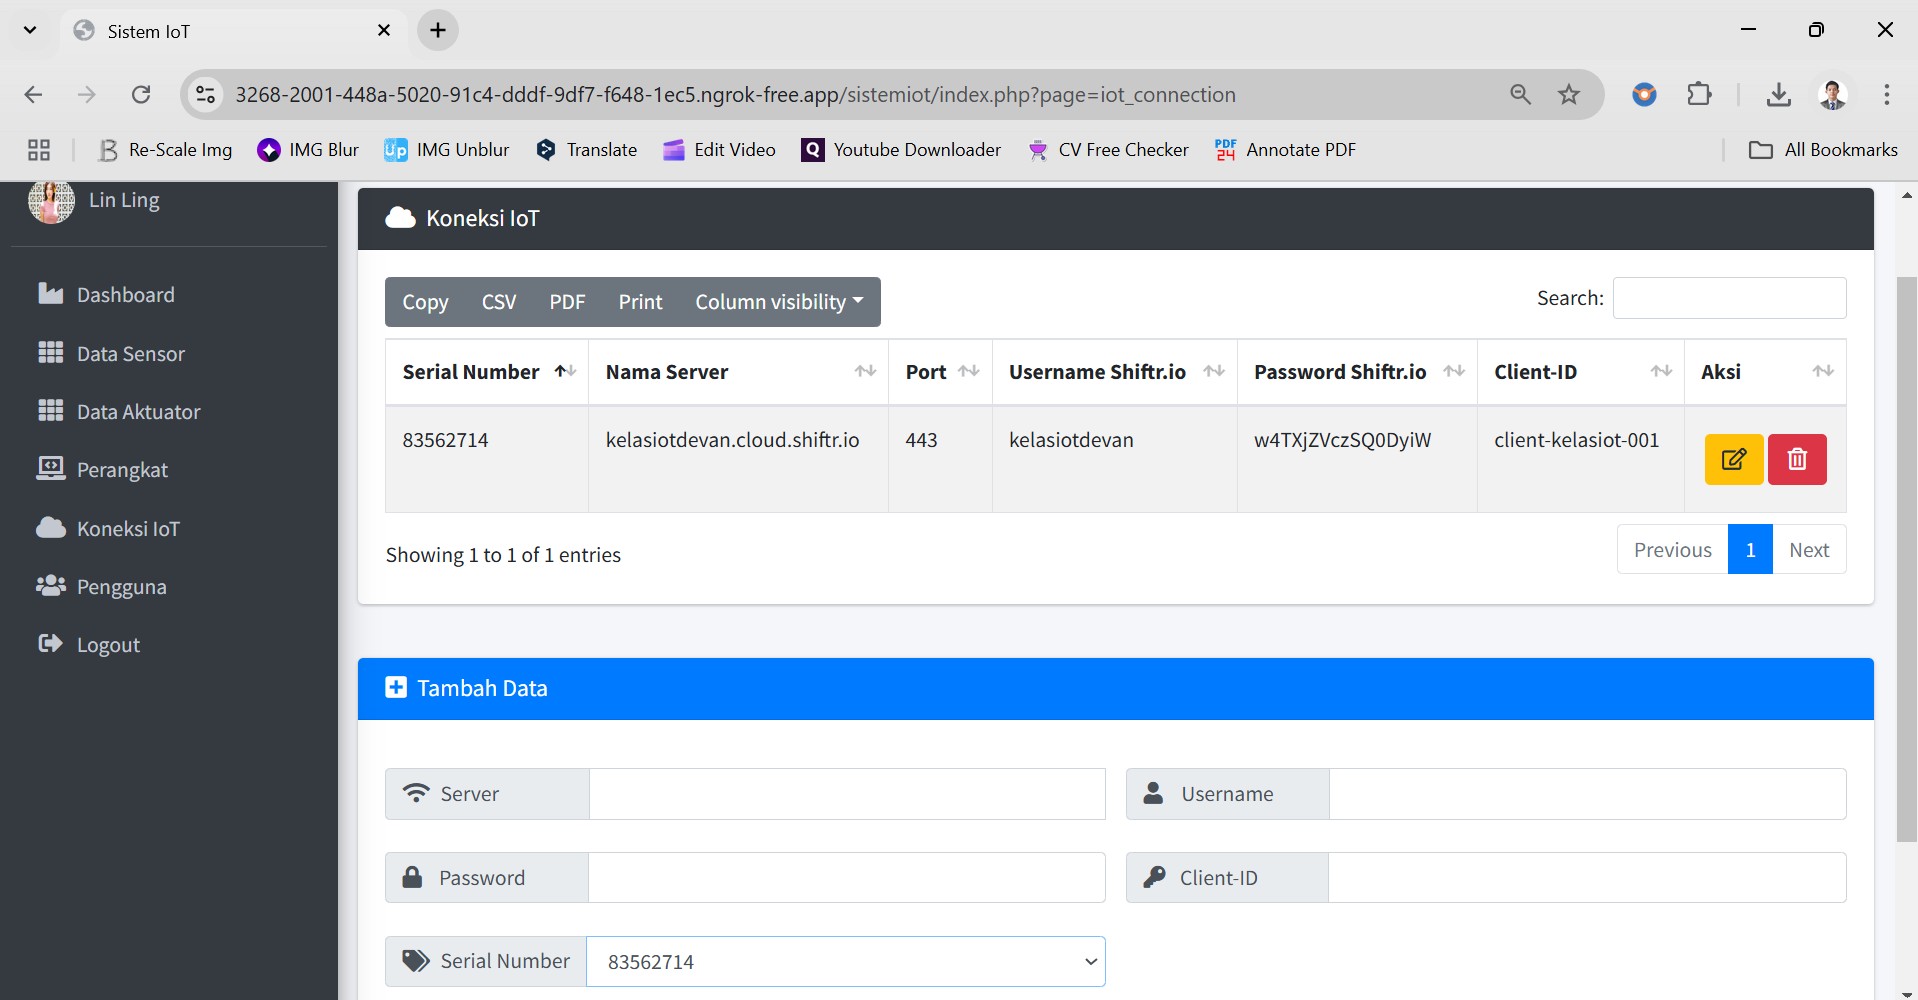 Sistem IoT
3268-2001-448a-5020-91c4-dddf-9df7-f648-1ec5.ngrok-free.app/sistemiot/index.php?page=iot_connection
Re-Scale Img
IMG Blur
Up IMG Unblur
Translate
Edit Video
Q Youtube Downloader
CV Free Checker
PDF 24 Annotate PDF
All Bookmarks
Lin Ling
Dashboard
Data Sensor
Data Aktuator
Perangkat
Koneksi IoT
Pengguna
Logout
Koneksi IoT
Copy CSV PDF Print Column visibility
Search:
Serial Number Nama Server Port Username Shiftr.io Password Shiftr.io Client-ID Aksi
83562714 kelasiotdevan.cloud.shiftr.io 443 kelasiotdevan w4TXjZVczSQ0DyiW client-kelasiot-001
Showing 1 to 1 of 1 entries
Previous 1 Next
Tambah Data
Server
Username
Password
Client-ID
Serial Number 83562714